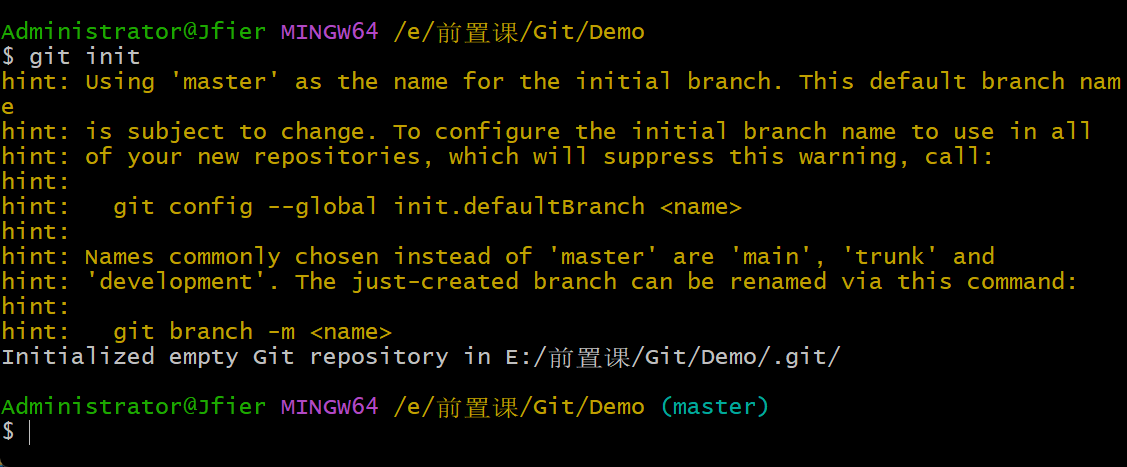 Administrator@Jfier MINGW64 /e/前置课/Git/Demo
$ git init
hint: Using 'master' as the name for the initial branch. This default branch nam
e
hint: is subject to change. To configure the initial branch name to use in all
hint: of your new repositories, which will suppress this warning, call:
hint:
hint:   git config --global init.defaultBranch <name>
hint:
hint: Names commonly chosen instead of 'master' are 'main', 'trunk' and
hint: 'development'. The just-created branch can be renamed via this command:
hint:
hint:   git branch -m <name>
Initialized empty Git repository in E:/前置课/Git/Demo/.git/
Administrator@Jfier MINGW64 /e/前置课/Git/Demo (master)
$